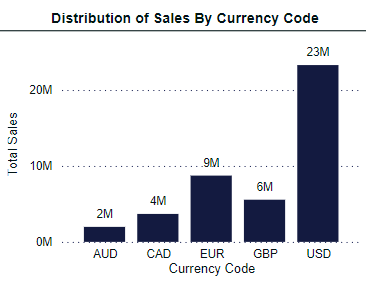 Distribution of Sales By Currency Code
Total Sales
20M
10M
0M
2M
4M
9M
6M
23M
AUD CAD EUR GBP USD
Currency Code